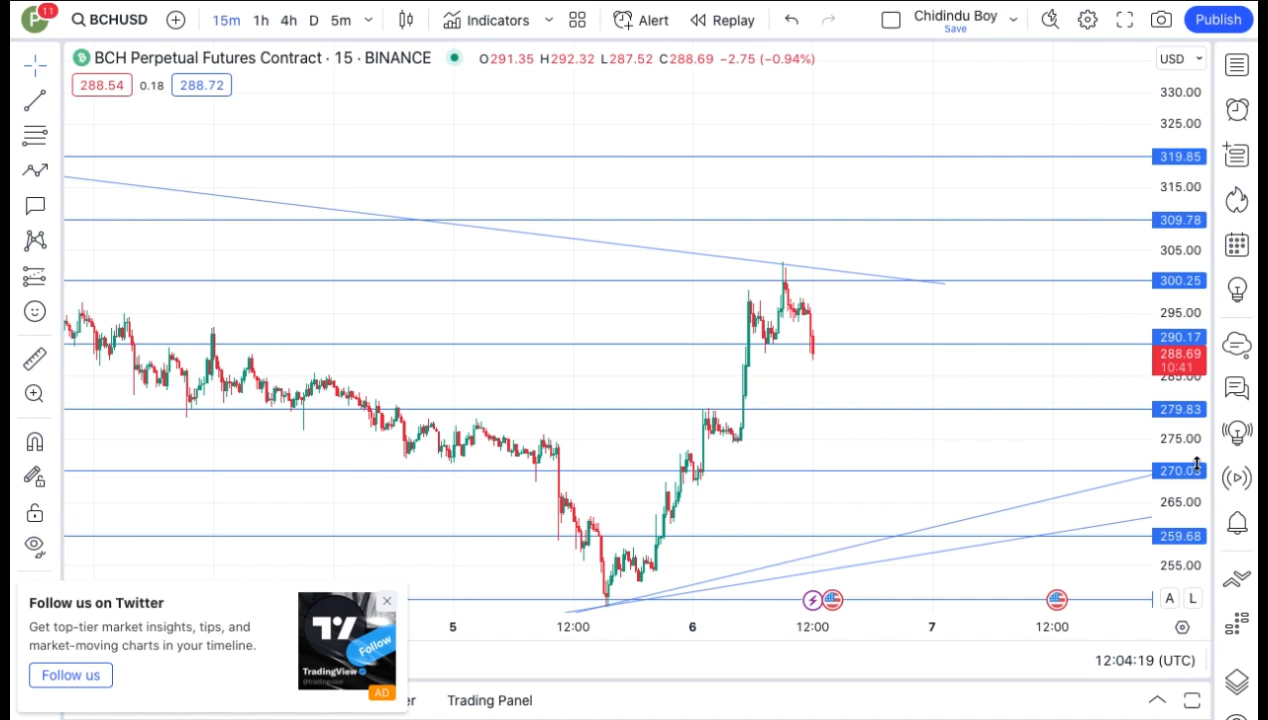 P 11 BCHUSD 15m 1h 4h D 5m Indicators Alert Replay Chidindu Boy Save Publish
BCH Perpetual Futures Contract · 15 · BINANCE O291.35 H292.32 L287.52 C288.69 −2.75 (−0.94%) USD
288.54 0.18 288.72
330.00
325.00
319.85
315.00
309.78
305.00
300.25
295.00
290.17
288.69
10:41
285.00
279.83
275.00
270.03
265.00
259.68
255.00
A L
5 12:00 6 12:00 7 12:00
Follow us on Twitter
Get top-tier market insights, tips, and
market-moving charts in your timeline.
Follow us
Follow
TradingView
@tradingview
AD
12:04:19 (UTC)
er Trading Panel